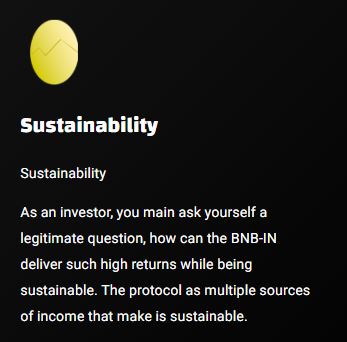 Sustainability
Sustainability
As an investor, you main ask yourself a
legitimate question, how can the BNB-IN
deliver such high returns while being
sustainable. The protocol as multiple sources
of income that make is sustainable.